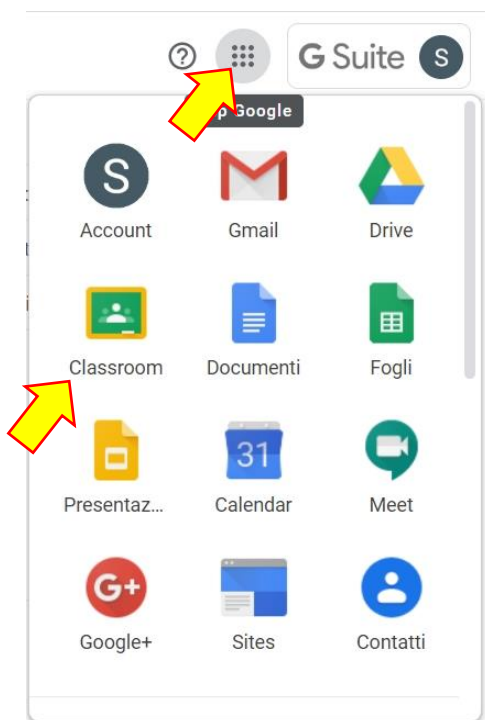 G Suite S
p Google
S
Account Gmail Drive
Classroom Documenti Fogli
31
Presentaz... Calendar Meet
G+
Google+ Sites Contatti